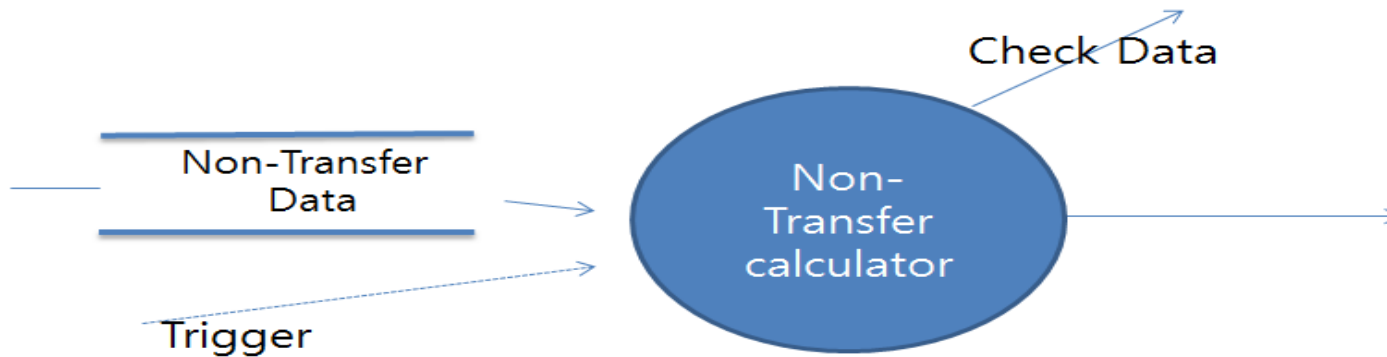 Check Data
Non-Transfer
Data
Non-
Transfer
calculator
Trigger